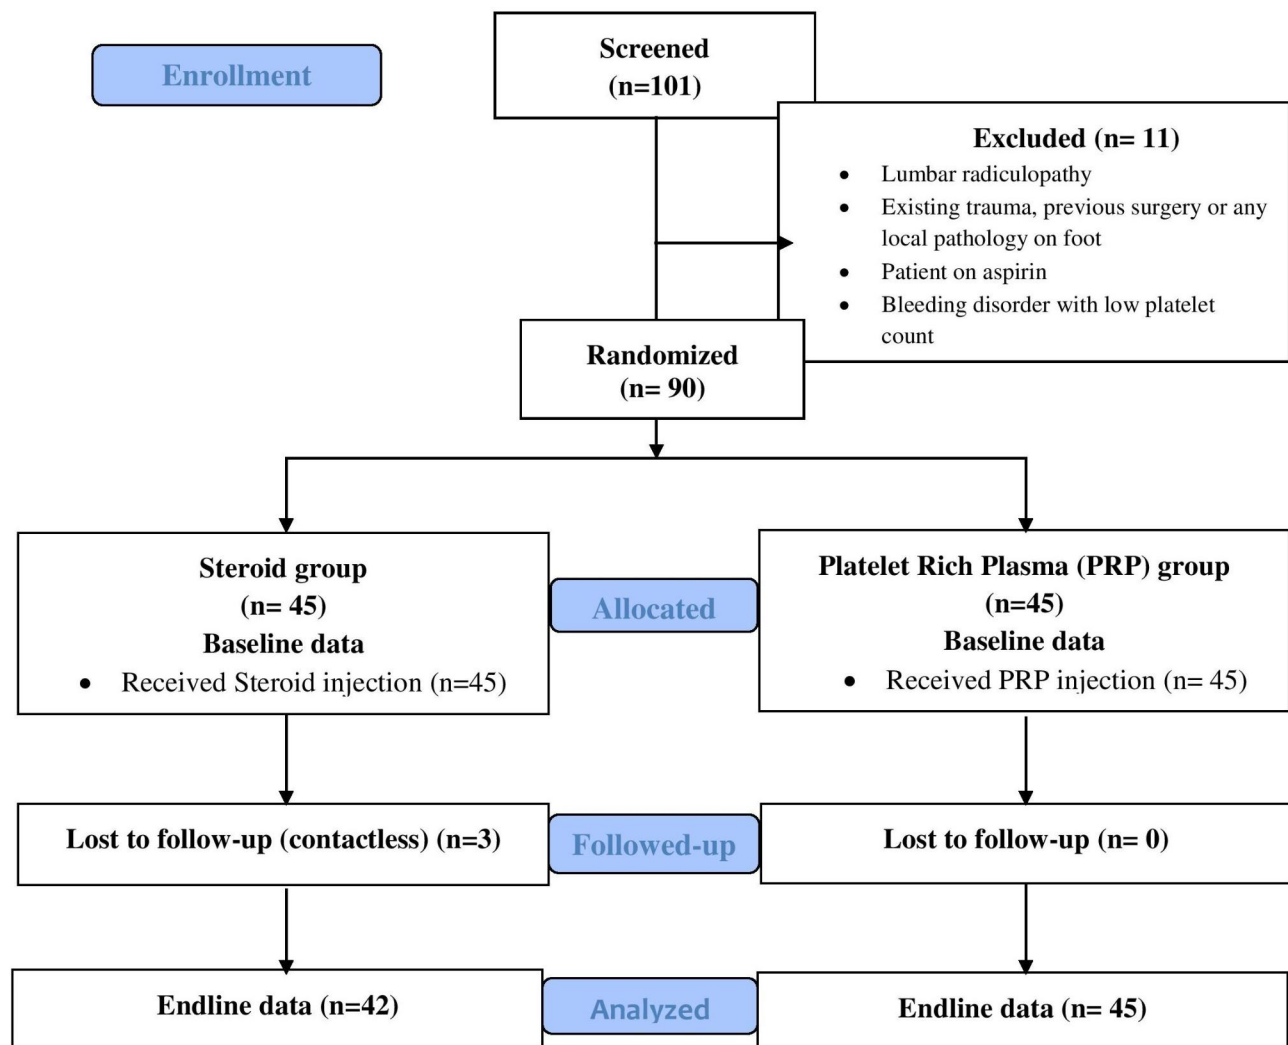 Enrollment
Screened
(n=101)
Excluded (n= 11)
• Lumbar radiculopathy
• Existing trauma, previous surgery or any
local pathology on foot
• Patient on aspirin
• Bleeding disorder with low platelet
count
Randomized
(n= 90)
Steroid group
(n= 45)
Baseline data
• Received Steroid injection (n=45)
Allocated
Platelet Rich Plasma (PRP) group
(n=45)
Baseline data
• Received PRP injection (n= 45)
Lost to follow-up (contactless) (n=3)
Followed-up
Lost to follow-up (n= 0)
Endline data (n=42)
Analyzed
Endline data (n= 45)